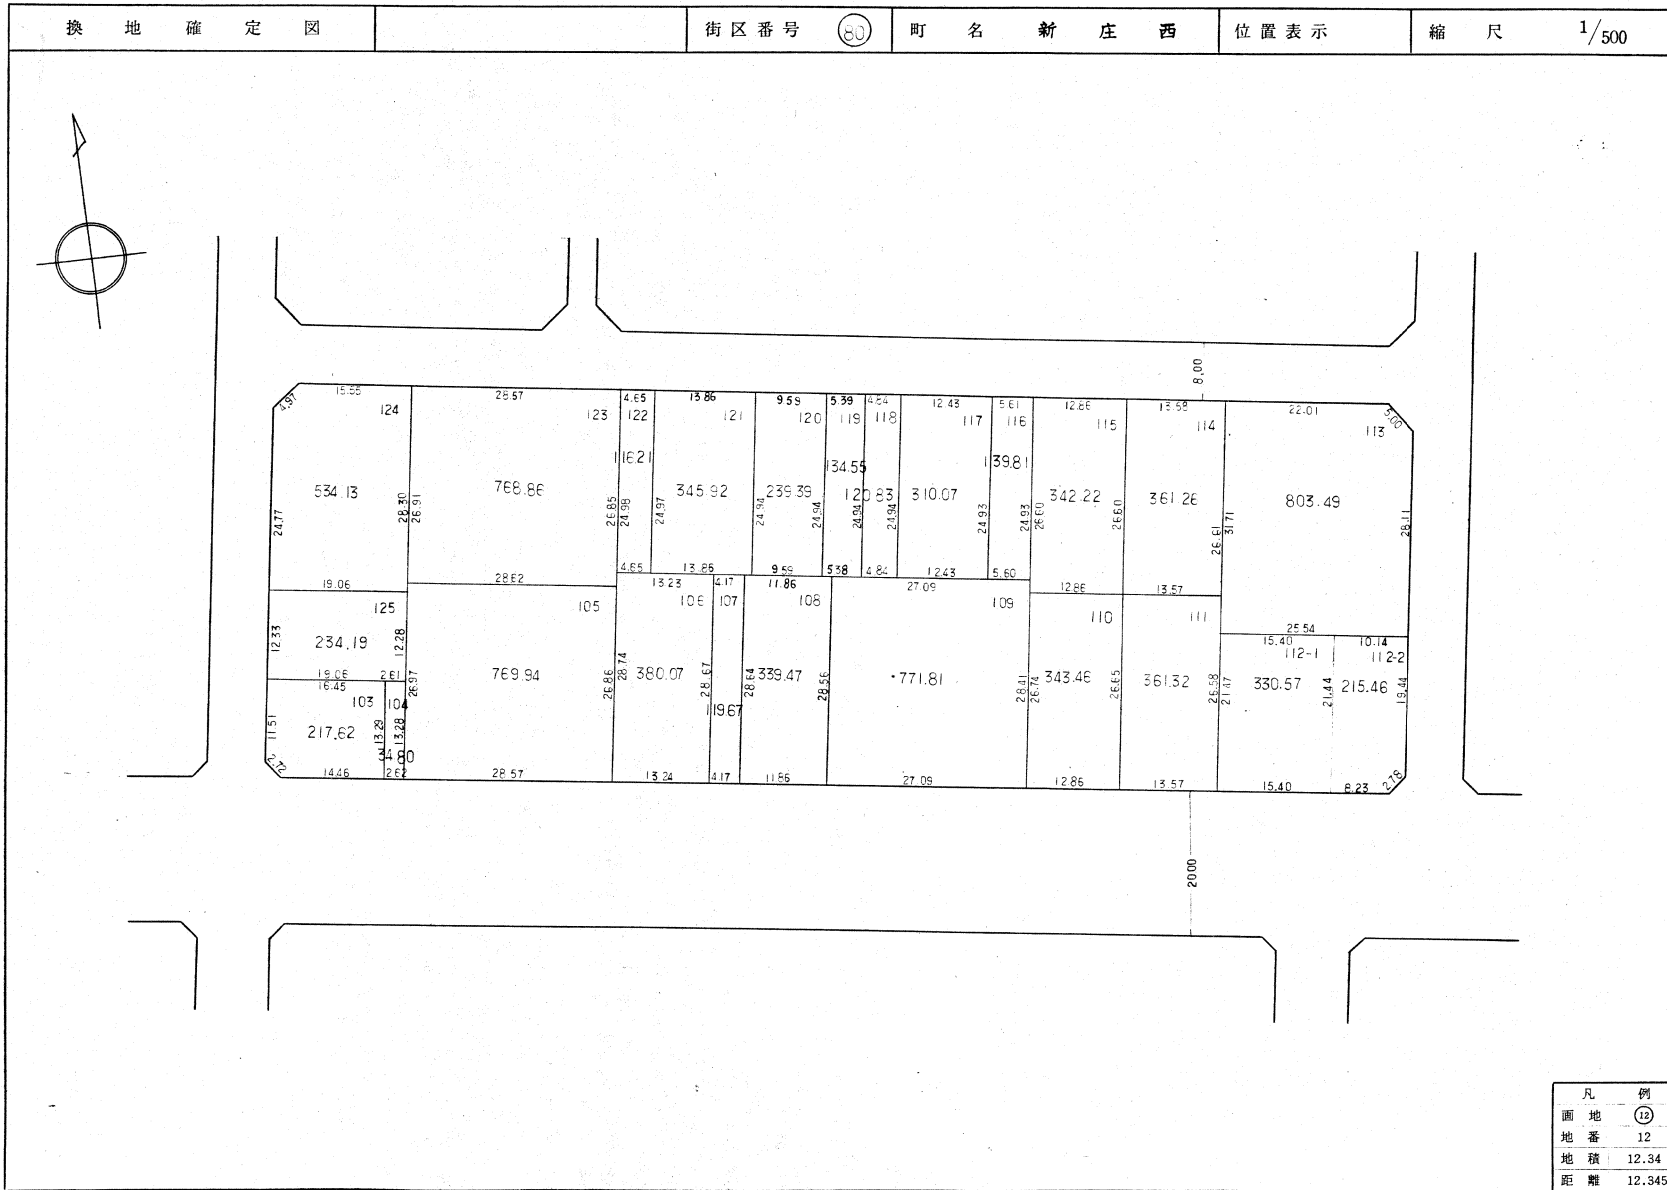 換地確定図 街区番号 80 町名 新庄西 位置表示 縮尺 1/500
8.00
15.55 28.57 4.65 13.86 9.59 5.39 4.84 12.43 5.61 12.86 13.58 22.01
4.97 5.00
124 123 122 121 120 119 118 117 116 115 114 113
116.21 134.55 139.81
534.13 768.86 345.92 239.39 120.83 310.07 342.22 361.26 803.49
24.77 28.30 26.91 26.85 24.98 24.97 24.94 24.94 24.94 24.94 24.93 24.93 26.60 26.60 26.61 31.71 28.11
4.65 13.86 9.59 5.38 4.84 12.43 5.60
19.06 28.62 13.23 4.17 11.86 27.09 12.86 13.57
125 105 106 107 108 109 110 111
25.54
15.40 10.14
112-1 112-2
12.33 234.19 12.28
19.06 2.61
16.45
103 104
769.94 380.07 339.47 771.81 343.46 361.32 330.57 215.46
26.97 26.86 28.74 28.67 28.64 28.56 28.41 26.74 26.65 26.58 21.47 21.44 19.44
119.67
11.51 217.62 13.29 13.28
34.80
2.72 2.78
14.46 2.62 28.57 13.24 4.17 11.86 27.09 12.86 13.57 15.40 8.23
20.00
凡例
画地 12
地番 12
地積 12.34
距離 12.345